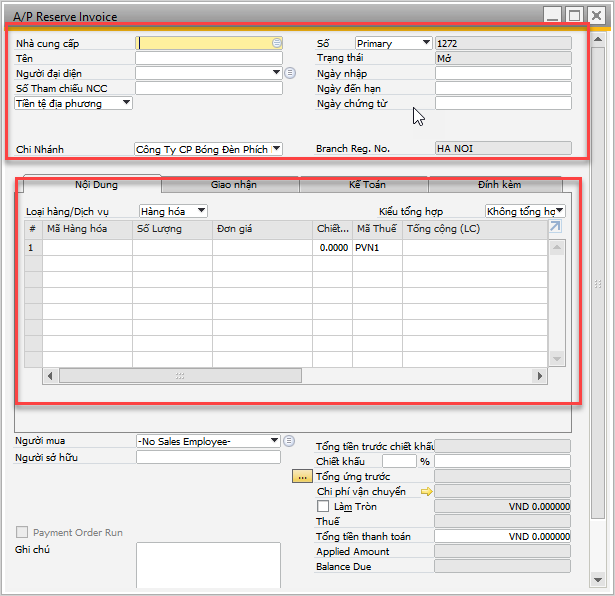 A/P Reserve Invoice
Nhà cung cấp
Số Primary 1272
Tên
Trạng thái Mở
Người đại diện
Ngày nhập
Số Tham chiếu NCC
Ngày đến hạn
Tiền tệ địa phương
Ngày chứng từ
Chi Nhánh Công Ty CP Bóng Đèn Phích
Branch Reg. No. HA NOI
Nội Dung Giao nhận Kế Toán Đính kèm
Loại hàng/Dịch vụ Hàng hóa Kiểu tổng hợp Không tổng hợ
# Mã Hàng hóa Số Lượng Đơn giá Chiết... Mã Thuế Tổng cộng (LC)
1 0.0000 PVN1
Người mua -No Sales Employee-
Tổng tiền trước chiết khấu
Người sở hữu
Chiết khấu %
... Tổng ứng trước
Chi phí vận chuyển
Làm Tròn VND 0.000000
Payment Order Run
Thuế
Tổng tiền thanh toán VND 0.000000
Ghi chú
Applied Amount
Balance Due